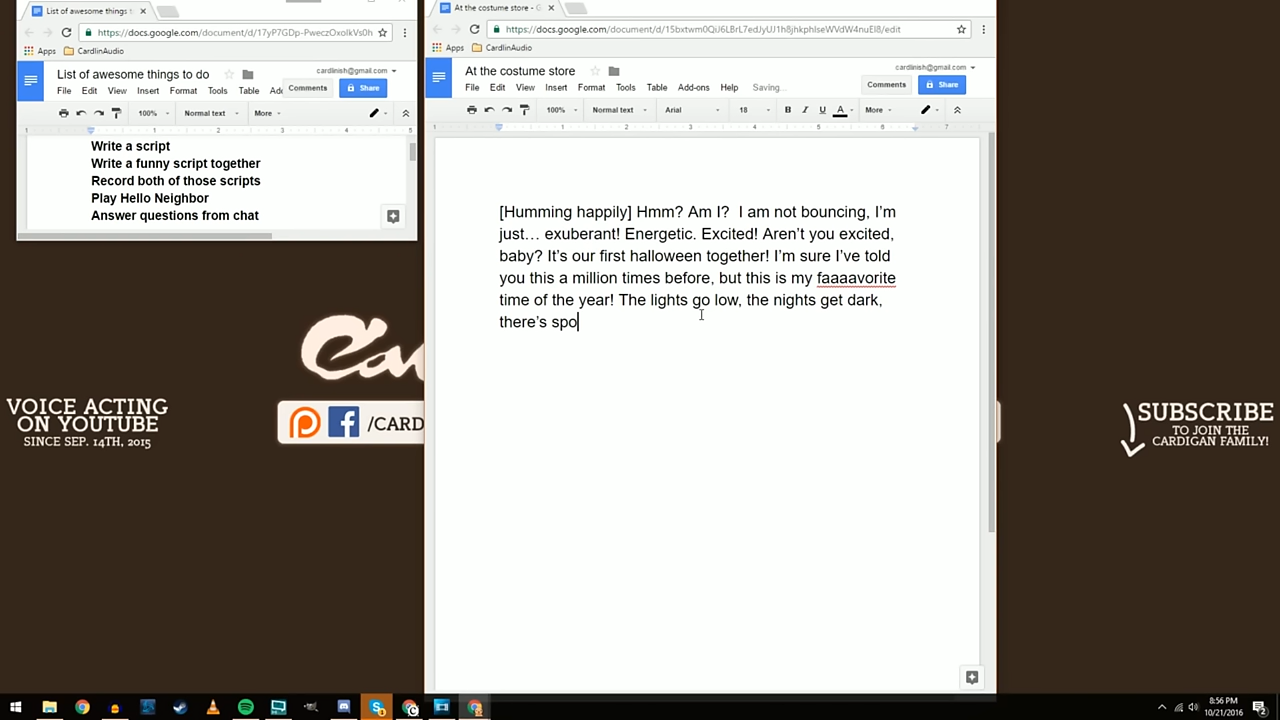 List of awesome things to
https://docs.google.com/document/d/17yP7GDp-PweczOxolkVs0h
Apps
CardlinAudio
List of awesome things to do
cardlinish@gmail.com
File Edit View Insert Format Tools Table
Comments
Share
100%
Normal text
More
Write a script
Write a funny script together
Record both of those scripts
Play Hello Neighbor
Answer questions from chat
At the costume store - G
https://docs.google.com/document/d/15bxtwm0QiJ6LBrL7edJyUJ1h8jhkphlseWVdW4nuEl8/edit
Apps
CardlinAudio
At the costume store
cardlinish@gmail.com
File Edit View Insert Format Tools Table Add-ons Help Saving...
Comments
Share
100%
Normal text
Arial
18
B I U A
More
[Humming happily] Hmm? Am I? I am not bouncing, I'm
just… exuberant! Energetic. Excited! Aren't you excited,
baby? It's our first halloween together! I'm sure I've told
you this a million times before, but this is my faaaavorite
time of the year! The lights go low, the nights get dark,
there's spo
VOICE ACTING
ON YOUTUBE
SINCE SEP. 14TH, 2015
/CARD
SUBSCRIBE
TO JOIN THE
CARDIGAN FAMILY!
8:56 PM
10/21/2016